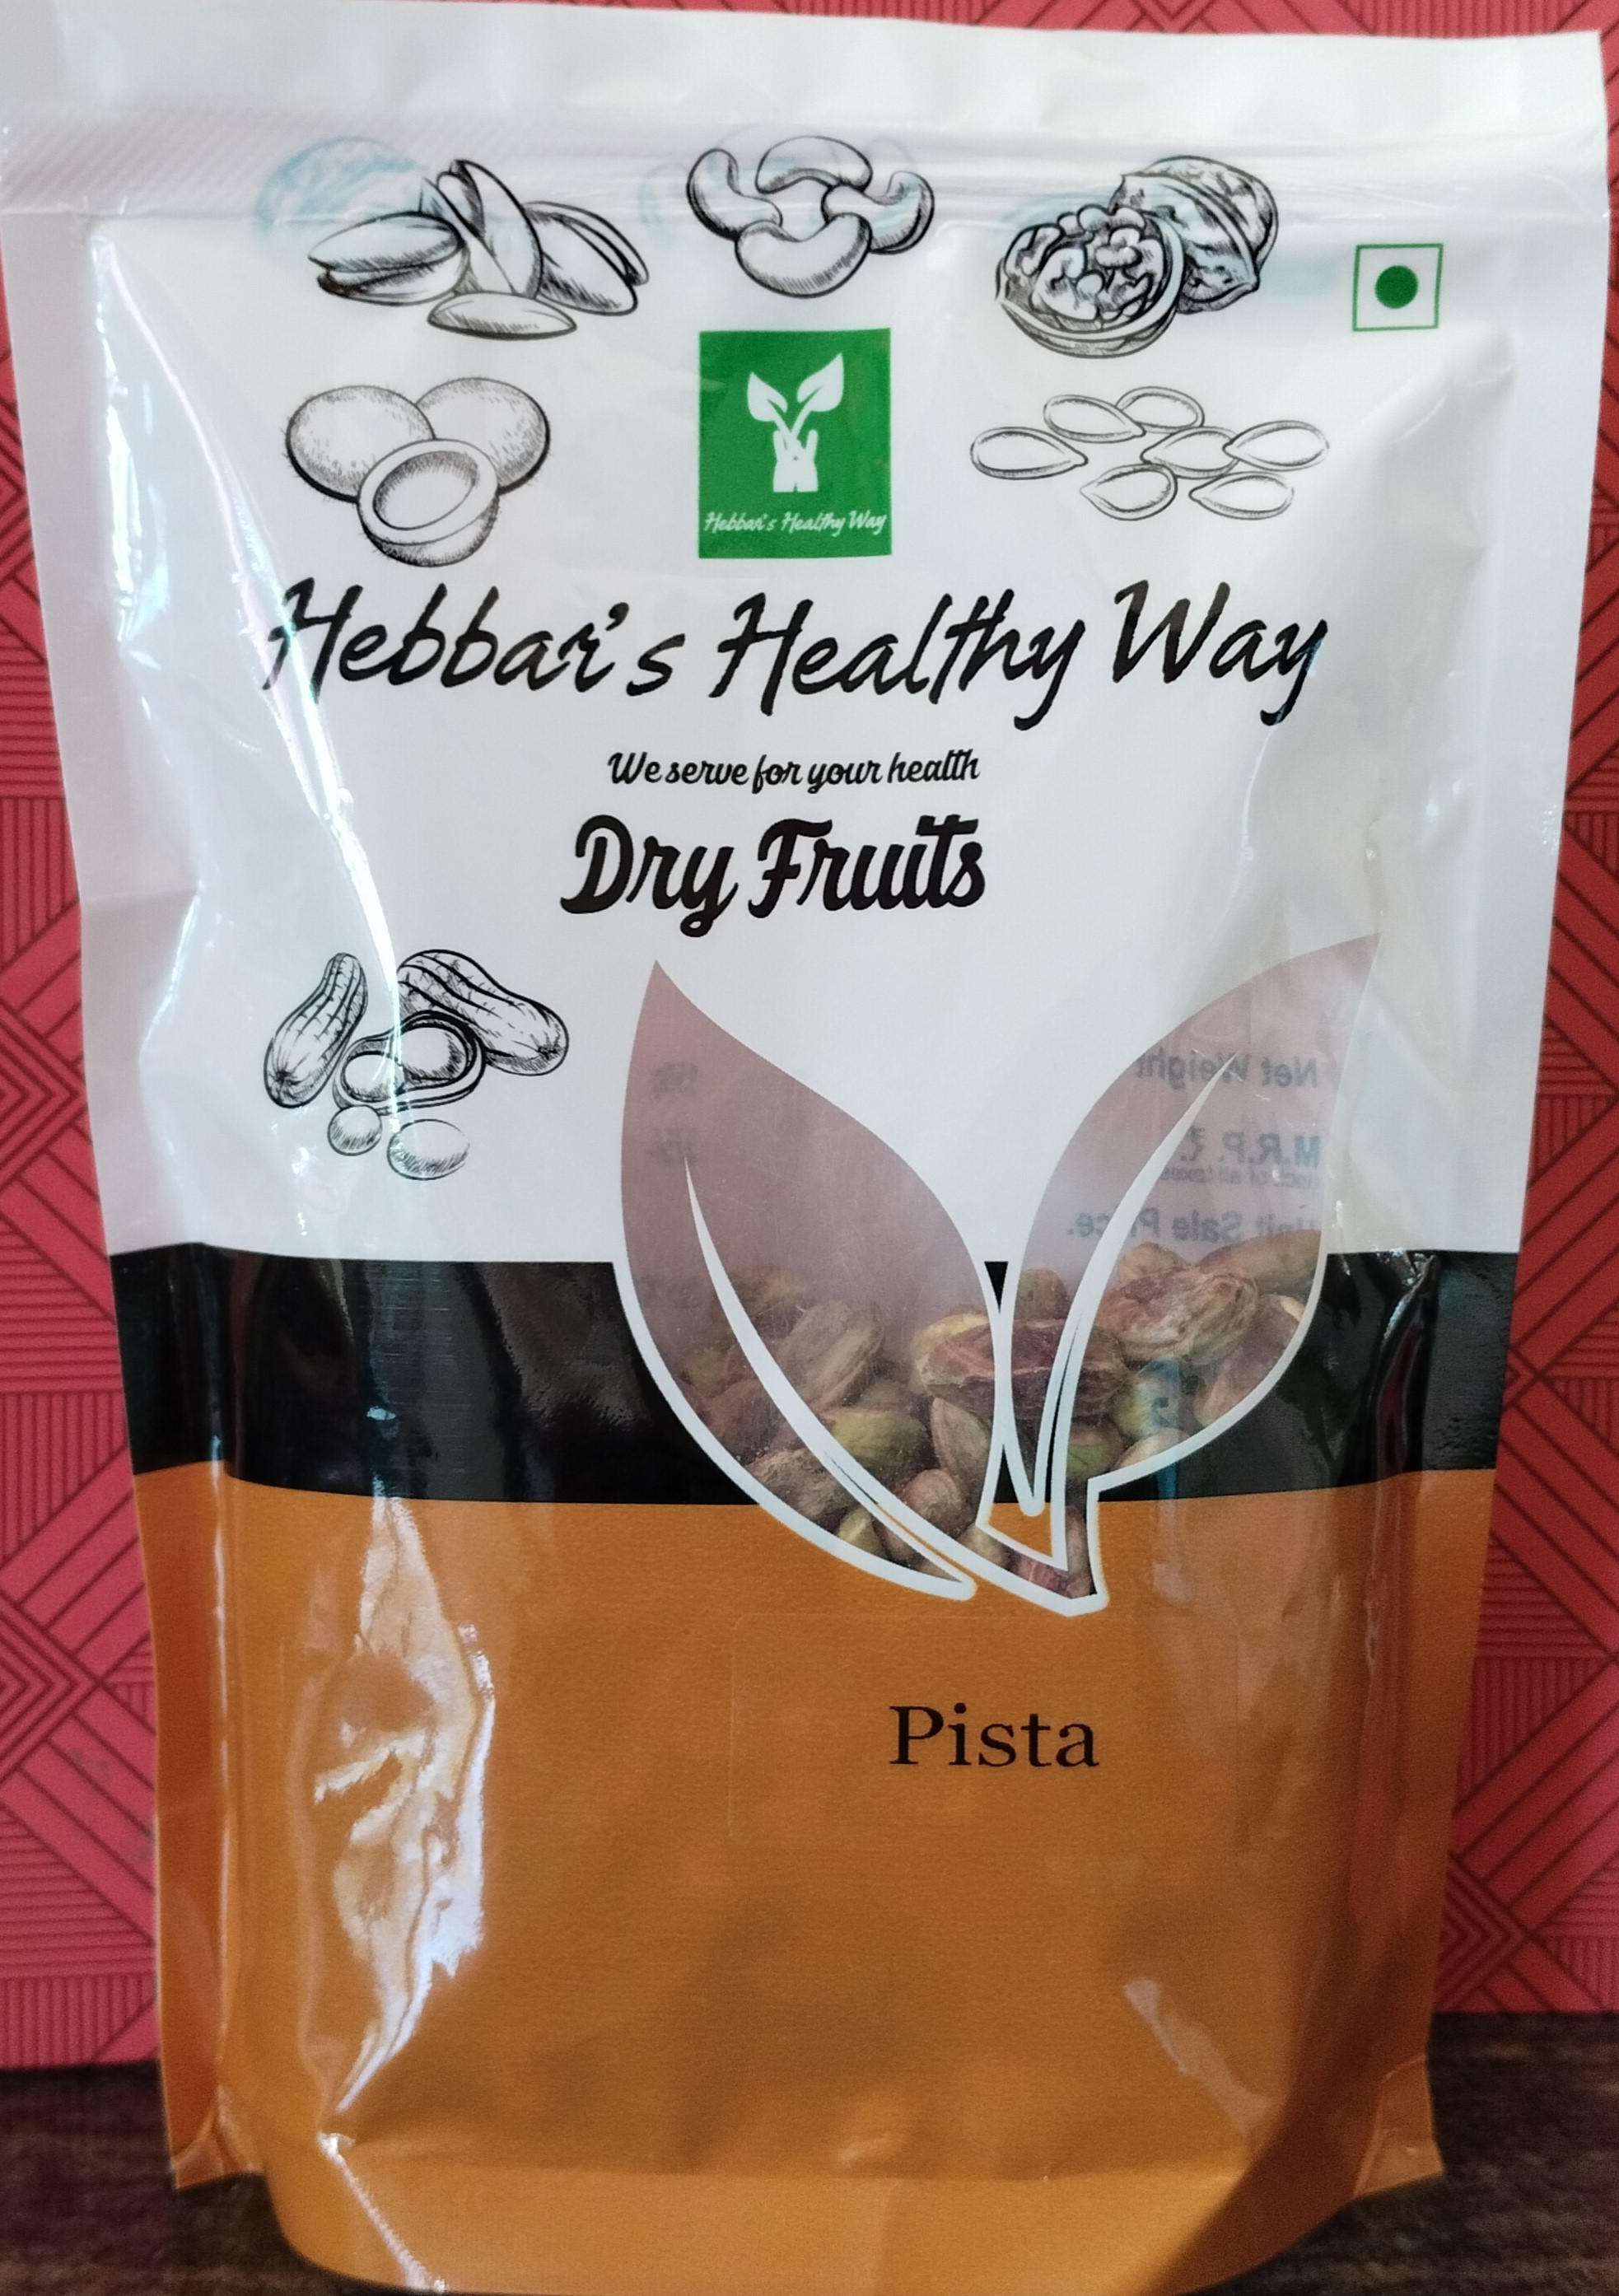 Hebbar's Healthy Way
Hebbar's Healthy Way
We serve for your health
Dry Fruits
Net Weight
M.R.P. ₹.
Unit Sale Price.
Pista